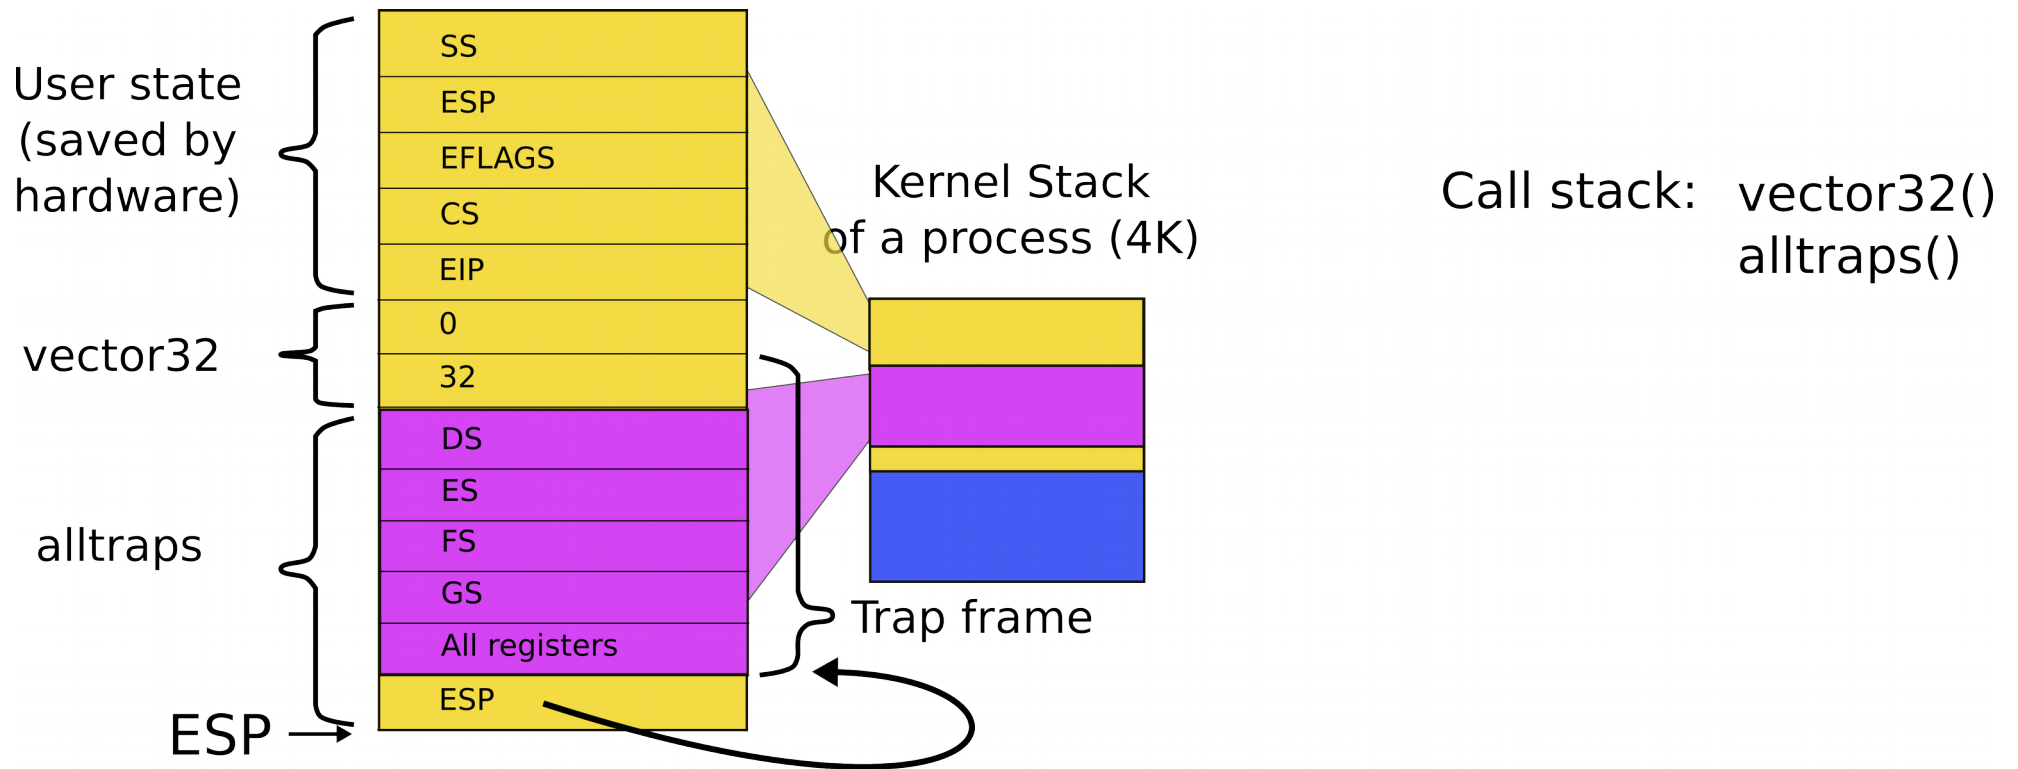 User state
(saved by
hardware)
vector32
alltraps
ESP
SS
ESP
EFLAGS
CS
EIP
0
32
DS
ES
FS
GS
All registers
ESP
Kernel Stack
of a process (4K)
Trap frame
Call stack: vector32()
alltraps()